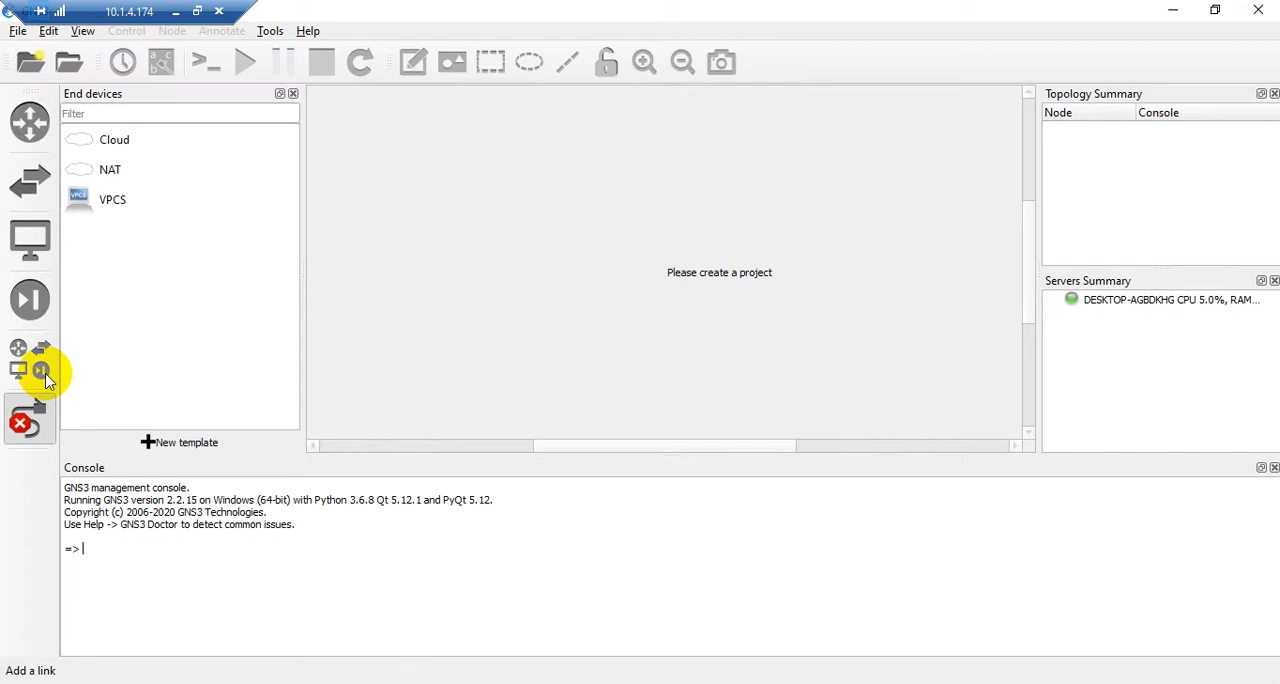 10.1.4.174
File Edit View Control Node Annotate Tools Help
End devices
Filter
Cloud
NAT
VPCS
New template
Please create a project
Topology Summary
Node Console
Servers Summary
DESKTOP-AGBDKHG CPU 5.0%, RAM...
Console
GNS3 management console.
Running GNS3 version 2.2.15 on Windows (64-bit) with Python 3.6.8 Qt 5.12.1 and PyQt 5.12.
Copyright (c) 2006-2020 GNS3 Technologies.
Use Help -> GNS3 Doctor to detect common issues.
=>
Add a link